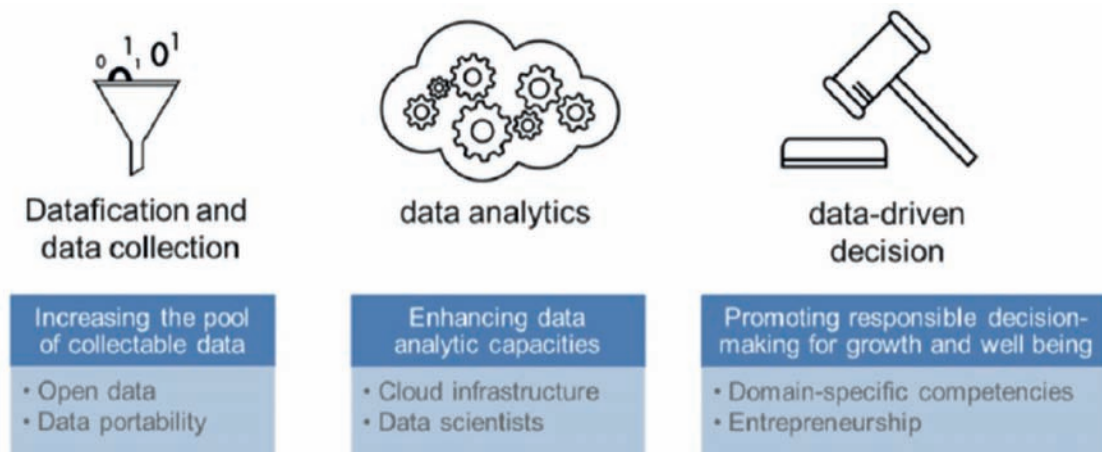 0 1 1 0 1
Datafication and
data collection
data analytics
data-driven
decision
Increasing the pool
of collectable data
• Open data
• Data portability
Enhancing data
analytic capacities
• Cloud infrastructure
• Data scientists
Promoting responsible decision-
making for growth and well being
• Domain-specific competencies
• Entrepreneurship